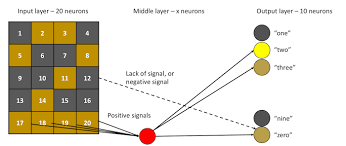 Input layer – 20 neurons
Middle layer – x neurons
Output layer – 10 neurons
1 2 3 4
5 6 7 8
9 10 11 12
13 14 15 16
17 18 19 20
Lack of signal, or
negative signal
Positive signals
"one"
"two"
"three"
"nine"
"zero"